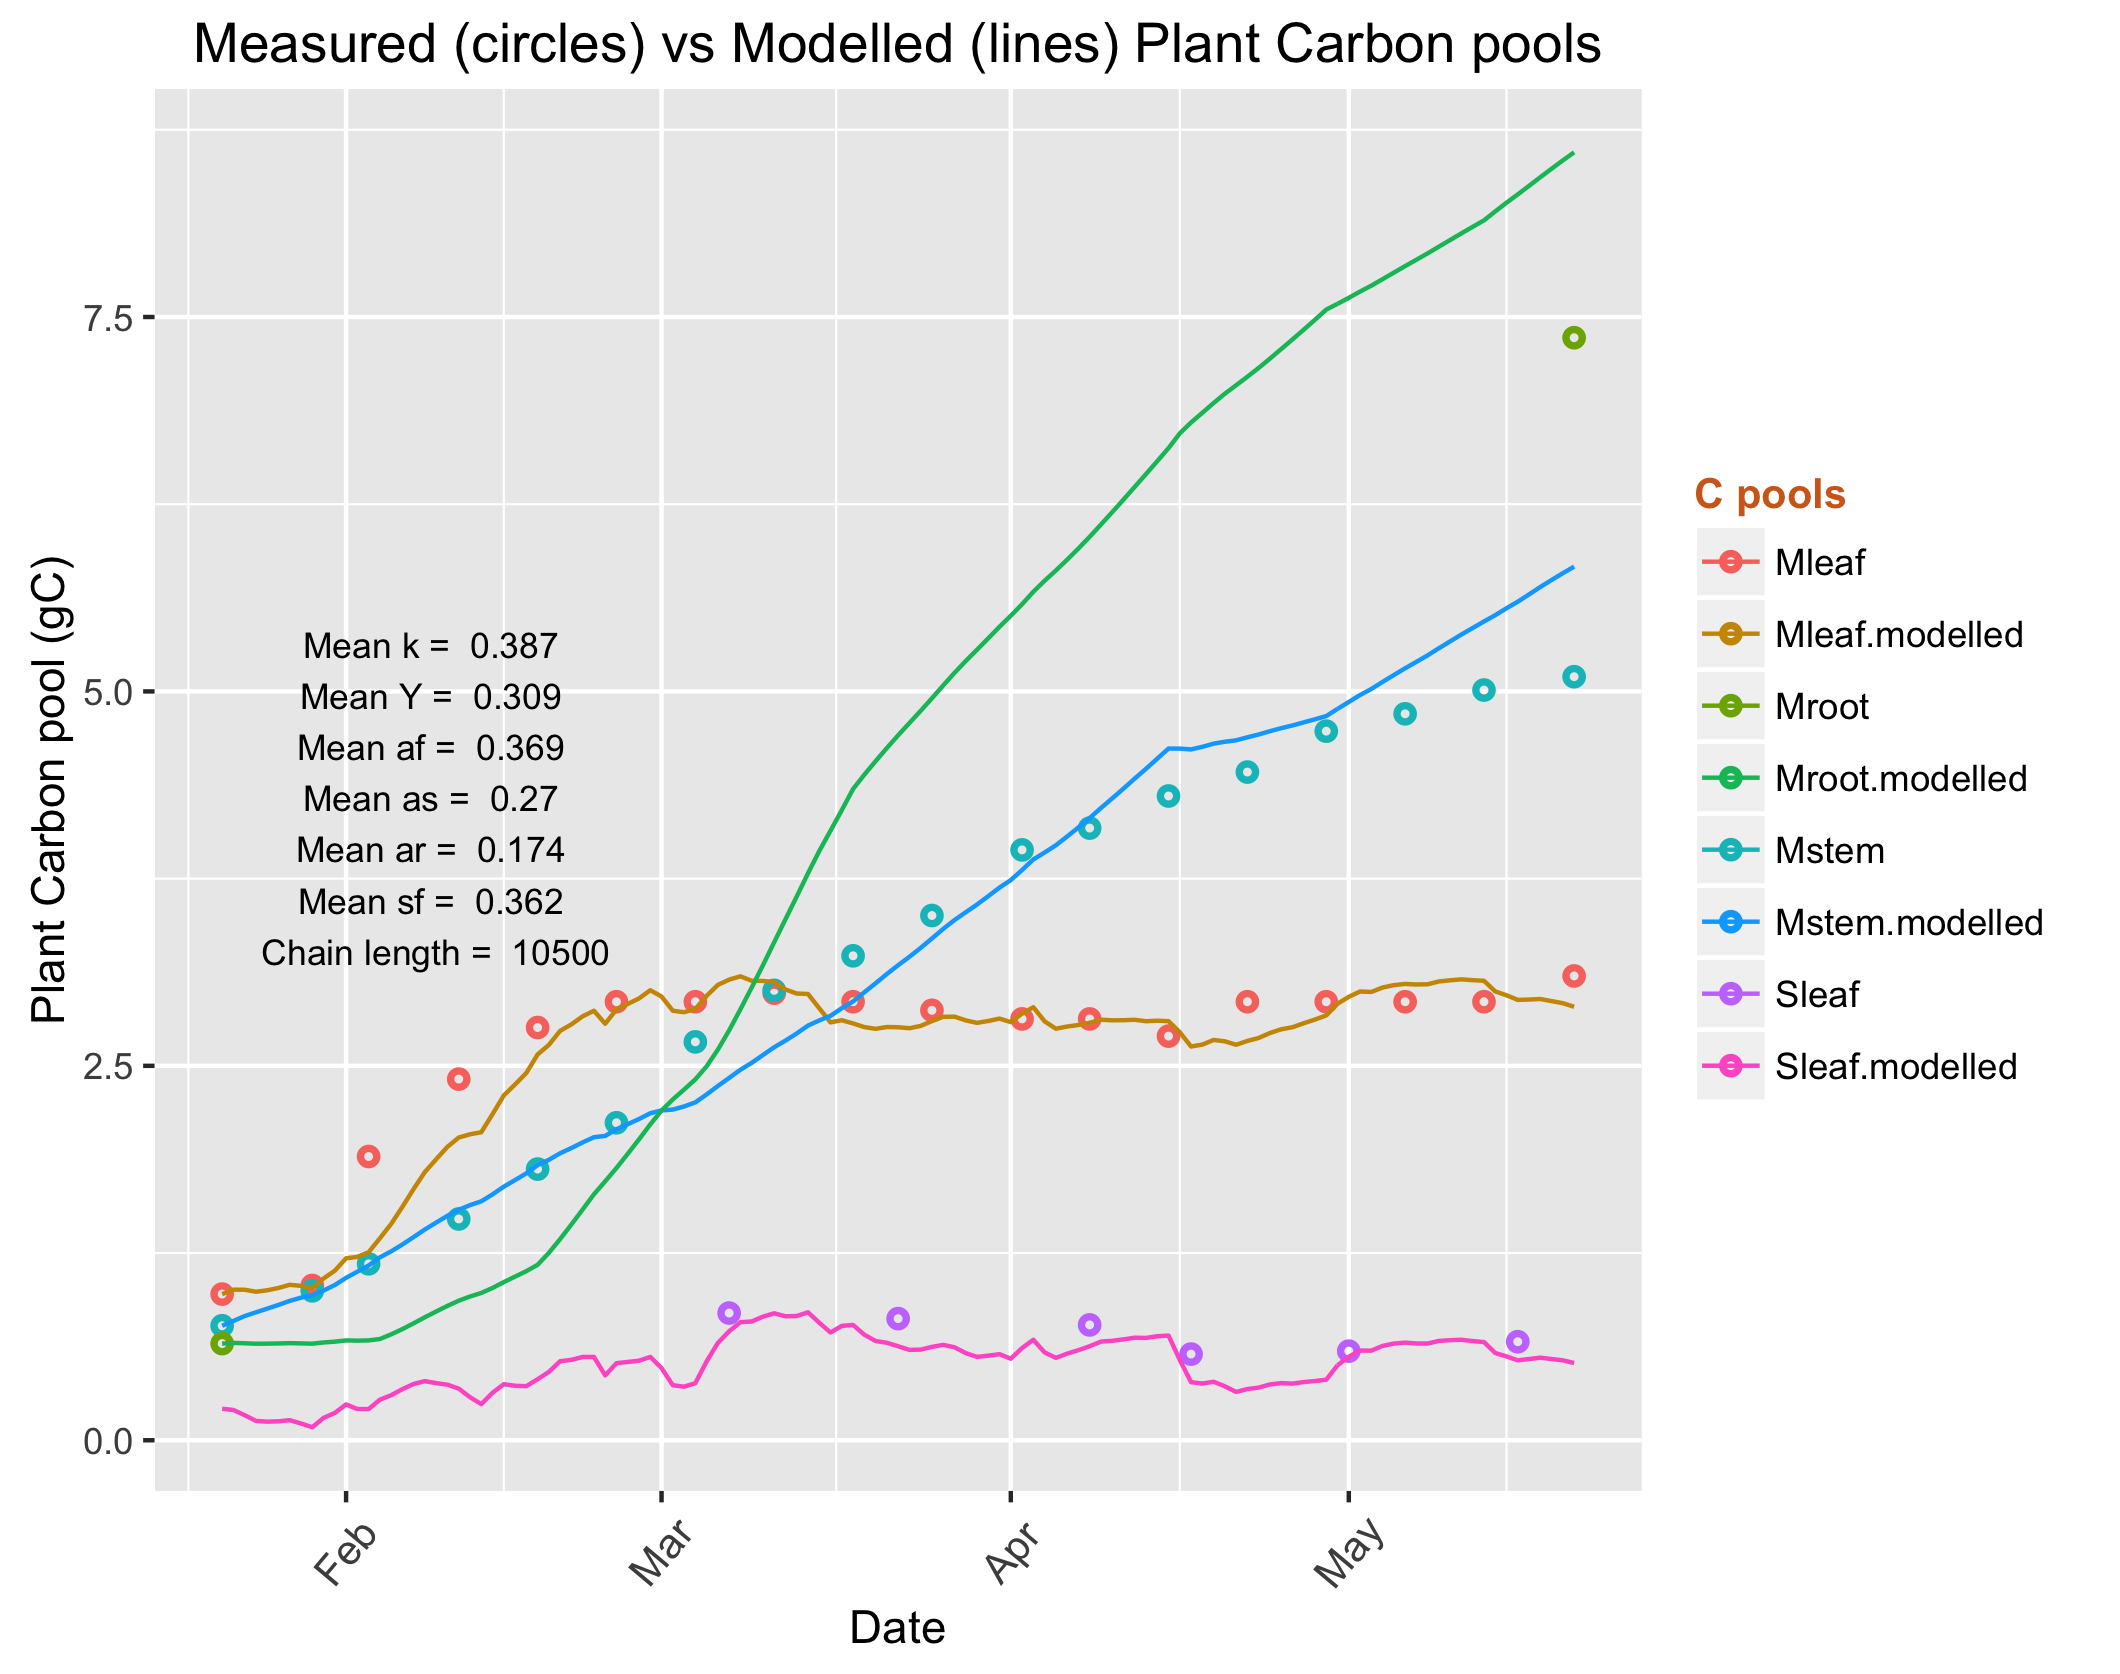 Measured (circles) vs Modelled (lines) Plant Carbon pools
Plant Carbon pool (gC)
7.5
5.0
2.5
0.0
Mean k =  0.387
Mean Y =  0.309
Mean af =  0.369
Mean as =  0.27
Mean ar =  0.174
Mean sf =  0.362
Chain length =  10500
Feb
Mar
Apr
May
Date
C pools
Mleaf
Mleaf.modelled
Mroot
Mroot.modelled
Mstem
Mstem.modelled
Sleaf
Sleaf.modelled